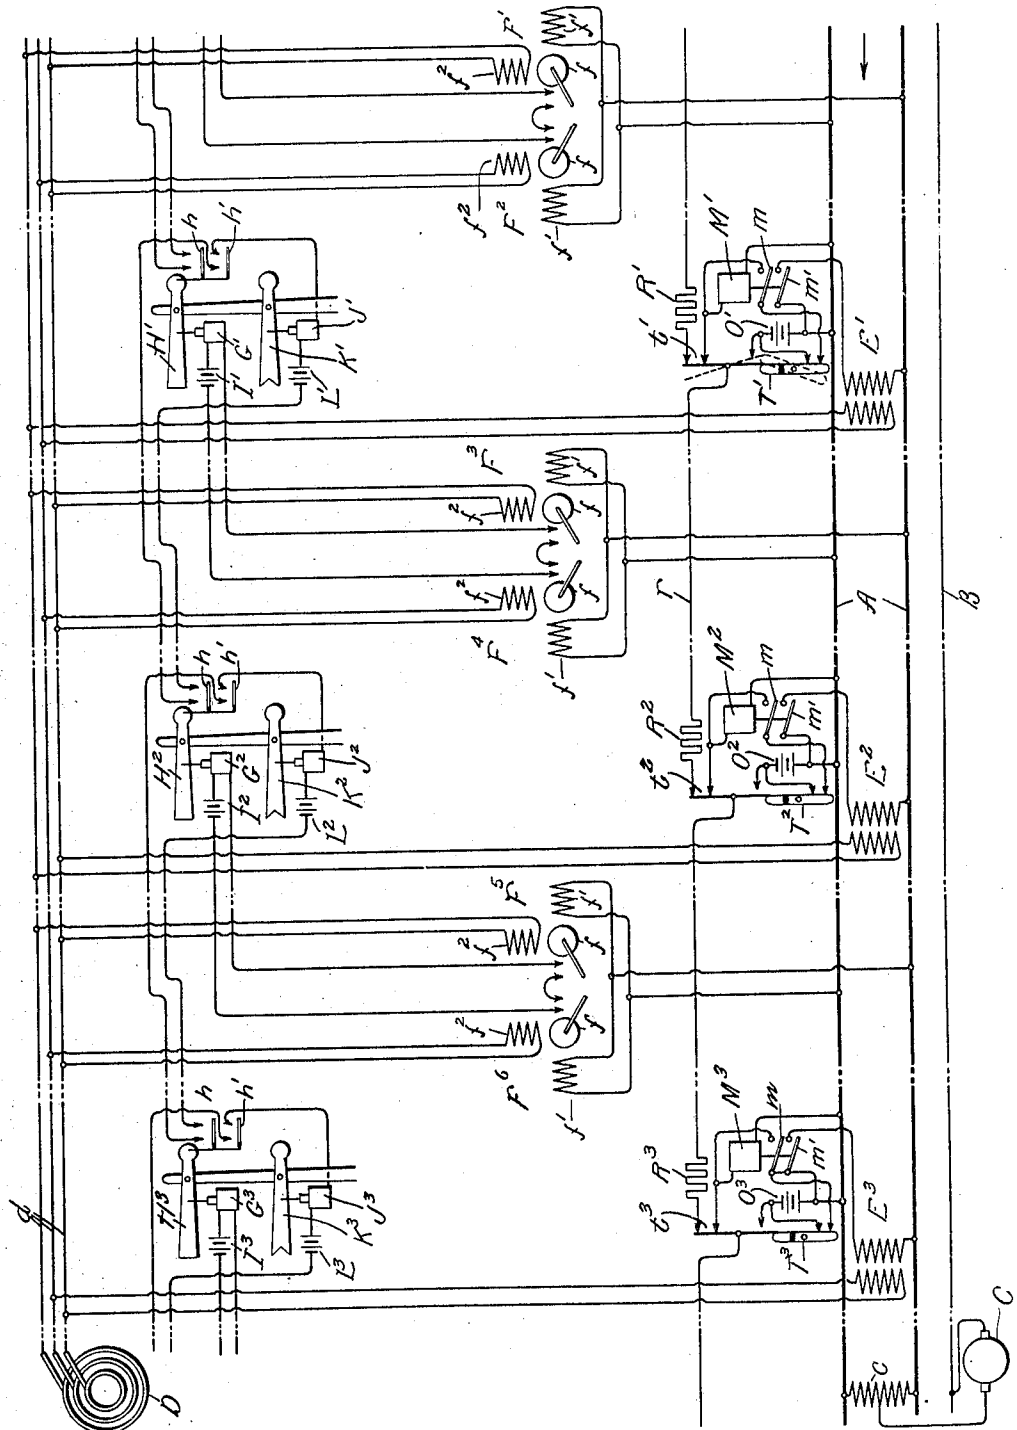 F'
f'
f²
f
f
f²
F²
f'
h
h'
H'
G'
I'
K'
J'
L'
R'
t'
M'
m
m'
O'
T'
E'
F³
f'
f²
f
f
f²
F⁴
f'
r
A
B
h
h'
H²
G²
I²
K²
J²
L²
R²
t²
M²
m
m'
O²
T²
E²
F⁵
f'
f²
f
f
f²
F⁶
f'
h
h'
H³
G³
I³
K³
J³
L³
R³
t³
M³
m
m'
O³
T³
E³
d
D
c
C